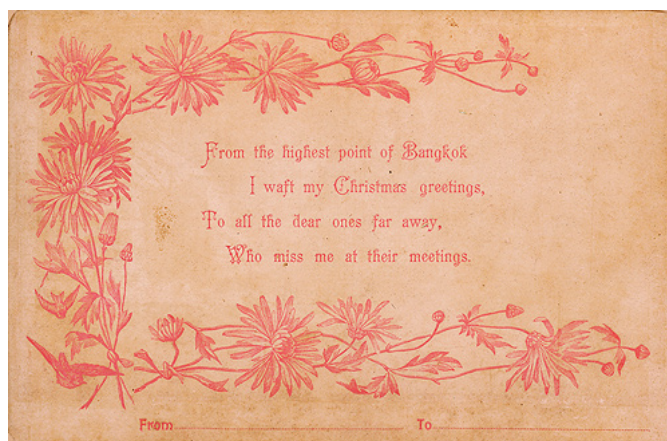 From the highest point of Bangkok
I waft my Christmas greetings,
To all the dear ones far away,
Who miss me at their meetings.
From To